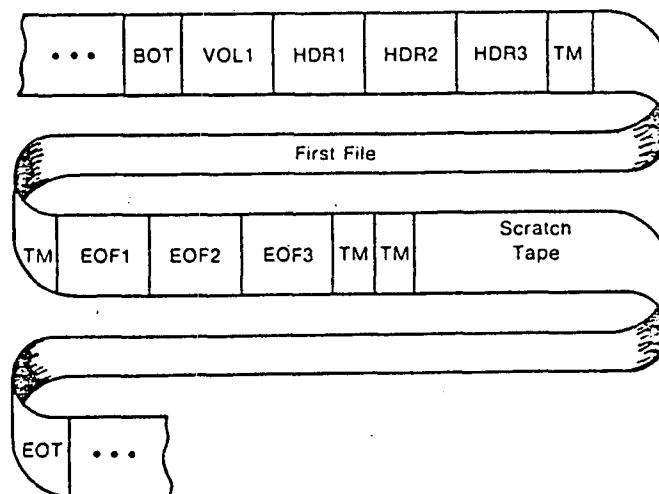 • • • BOT VOL1 HDR1 HDR2 HDR3 TM
First File
TM EOF1 EOF2 EOF3 TM TM Scratch
Tape
EOT • • •